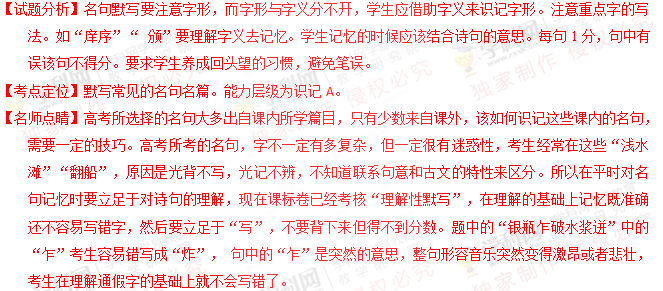 【试题分析】名句默写要注意字形，而字形与字义分不开，学生应借助字义来识记字形。注意重点字的写
法。如“庠序”“ 颁”要理解字义去记忆。学生记忆的时候应该结合诗句的意思。每句 1 分，句中有
误该句不得分。要求学生养成回头望的习惯，避免笔误。
【考点定位】默写常见的名句名篇。能力层级为识记 A。
【名师点睛】高考所选择的名句大多出自课内所学篇目，只有少数来自课外，该如何识记这些课内的名句，
需要一定的技巧。高考所考的名句，字不一定有多复杂，但一定很有迷惑性，考生经常在这些“浅水
滩”“翻船”，原因是光背不写，光记不辨，不知道联系句意和古文的特性来区分。所以在平时对名
句记忆时要立足于对诗句的理解，现在课标卷已经考核“理解性默写”，在理解的基础上记忆既准确
还不容易写错字，然后要立足于“写”，不要背下来但得不到分数。题中的“银瓶乍破水浆迸”中的
“乍”考生容易错写成“炸”， 句中的“乍”是突然的意思，整句形容音乐突然变得激昂或者悲壮，
考生在理解通假字的基础上就不会写错了。